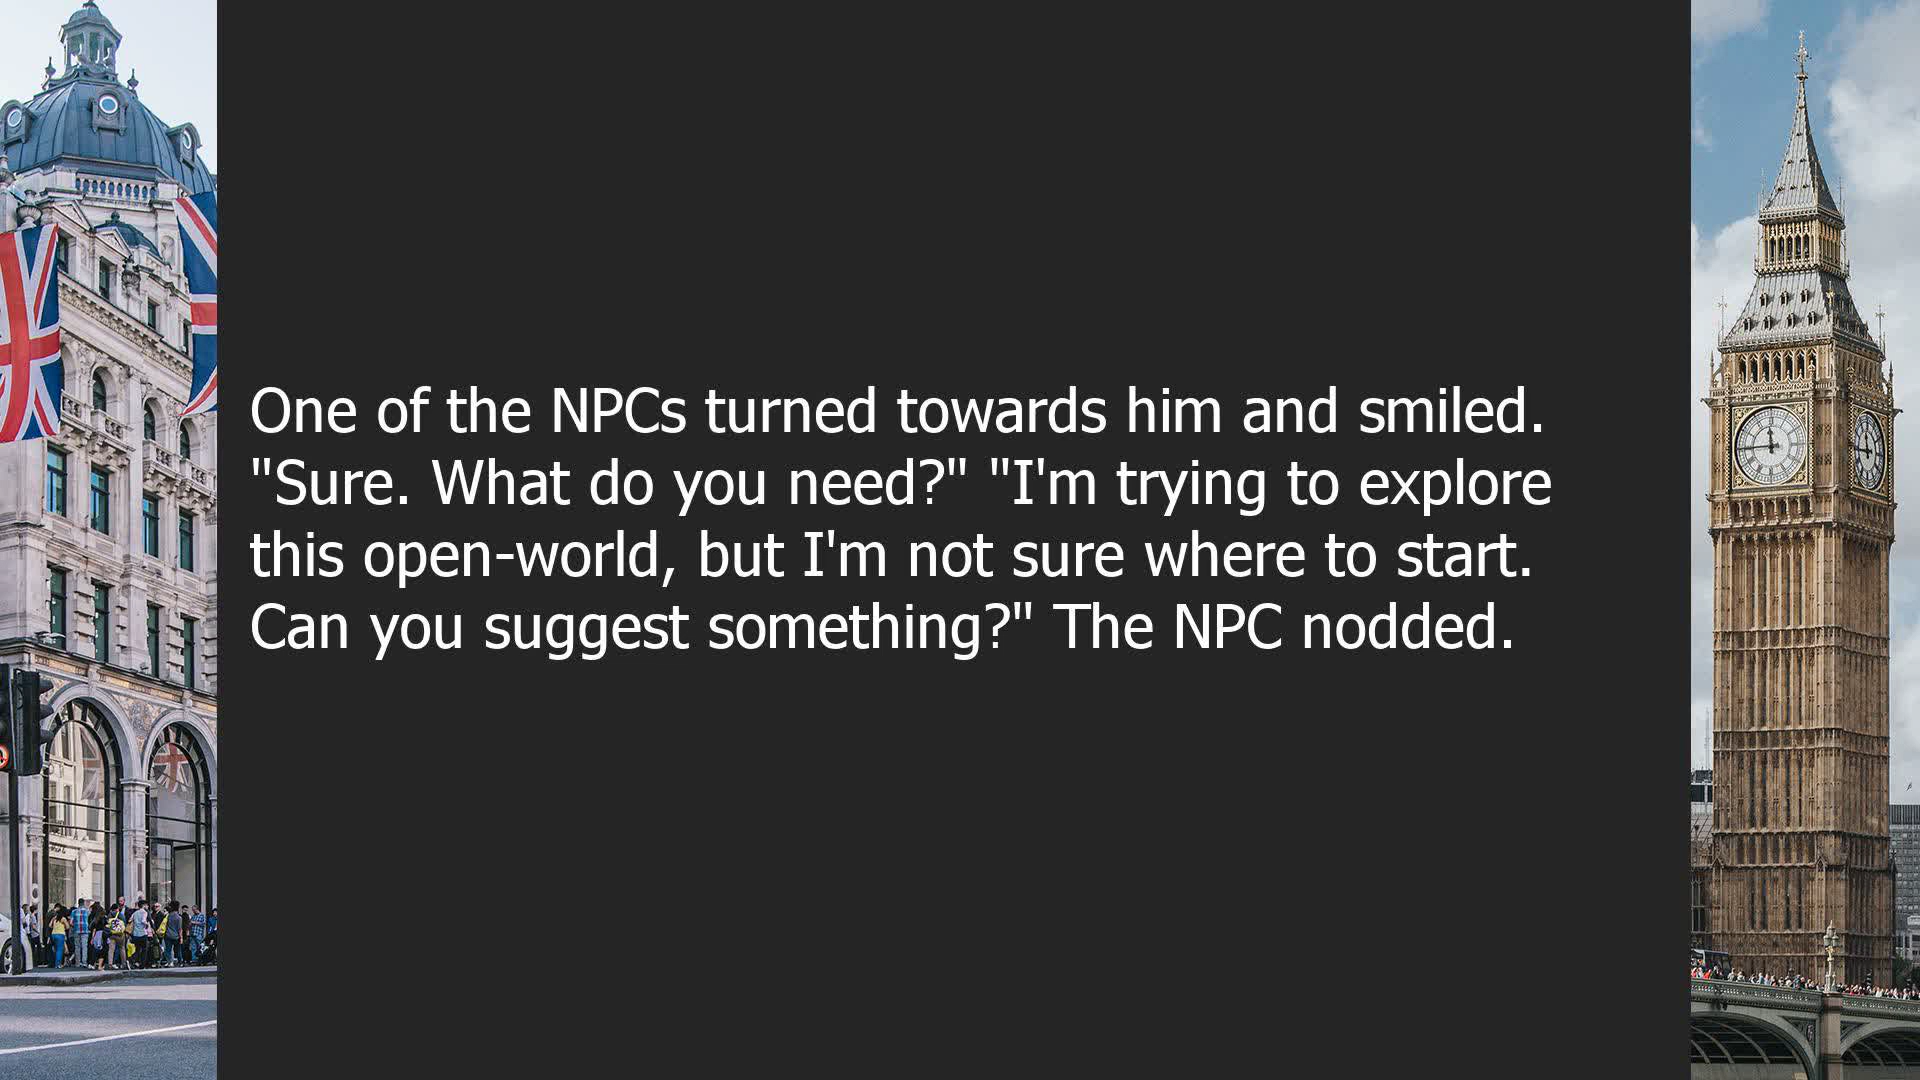 One of the NPCs turned towards him and smiled.
"Sure. What do you need?" "I'm trying to explore
this open-world, but I'm not sure where to start.
Can you suggest something?" The NPC nodded.